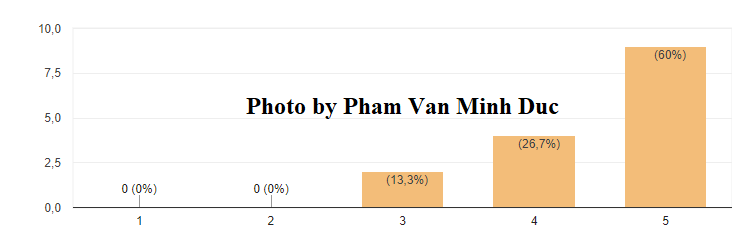 10,0
(60%)
7,5
Photo by Pham Van Minh Duc
5,0
(26,7%)
2,5
0 (0%) 0 (0%) (13,3%)
0,0
1 2 3 4 5